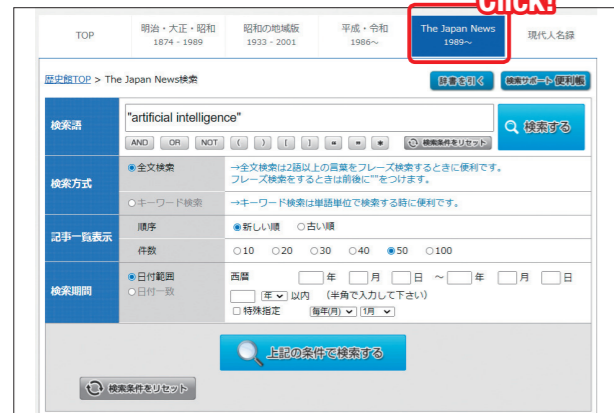 Click!
TOP
明治・大正・昭和
1874 - 1989
昭和の地域版
1933 - 2001
平成・令和
1986～
The Japan News
1989～
現代人名録
歴史館TOP > The Japan News検索
辞書を引く
検索サポート便利帳
検索語
"artificial intelligence"
AND OR NOT ( ) [ ] " = *
検索条件をリセット
検索する
検索方式
全文検索
→全文検索は2語以上の言葉をフレーズ検索するときに便利です。
フレーズ検索をするときは前後に""をつけます。
キーワード検索
→キーワード検索は単語単位で検索する時に便利です。
記事一覧表示
順序
新しい順 古い順
件数
10 20 30 40 50 100
検索期間
日付範囲
日付一致
西暦 年 月 日 ～ 年 月 日
年 以内 (半角で入力して下さい)
特殊指定 毎年(月) 1月
上記の条件で検索する
検索条件をリセット